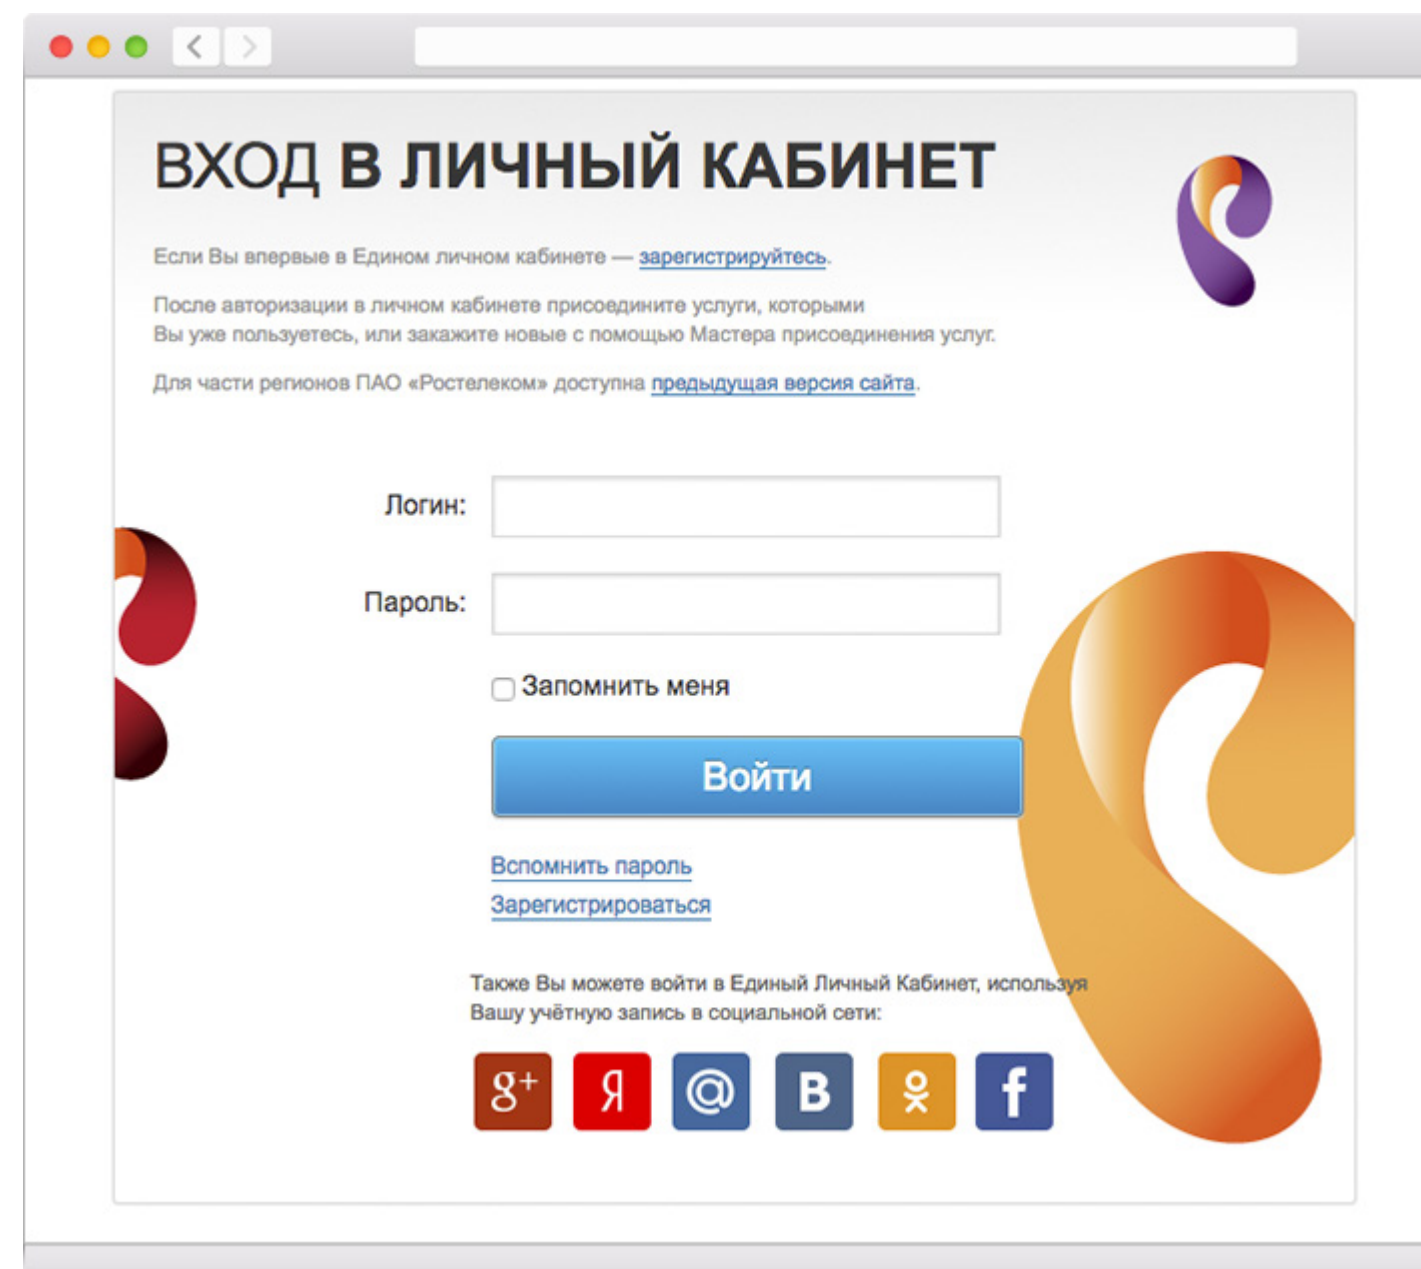 ВХОД В ЛИЧНЫЙ КАБИНЕТ
Если Вы впервые в Едином личном кабинете — зарегистрируйтесь.
После авторизации в личном кабинете присоедините услуги, которыми
Вы уже пользуетесь, или закажите новые с помощью Мастера присоединения услуг.
Для части регионов ПАО «Ростелеком» доступна предыдущая версия сайта.
Логин:
Пароль:
Запомнить меня
Войти
Вспомнить пароль
Зарегистрироваться
Также Вы можете войти в Единый Личный Кабинет, используя
Вашу учётную запись в социальной сети:
g+ Я @ B f